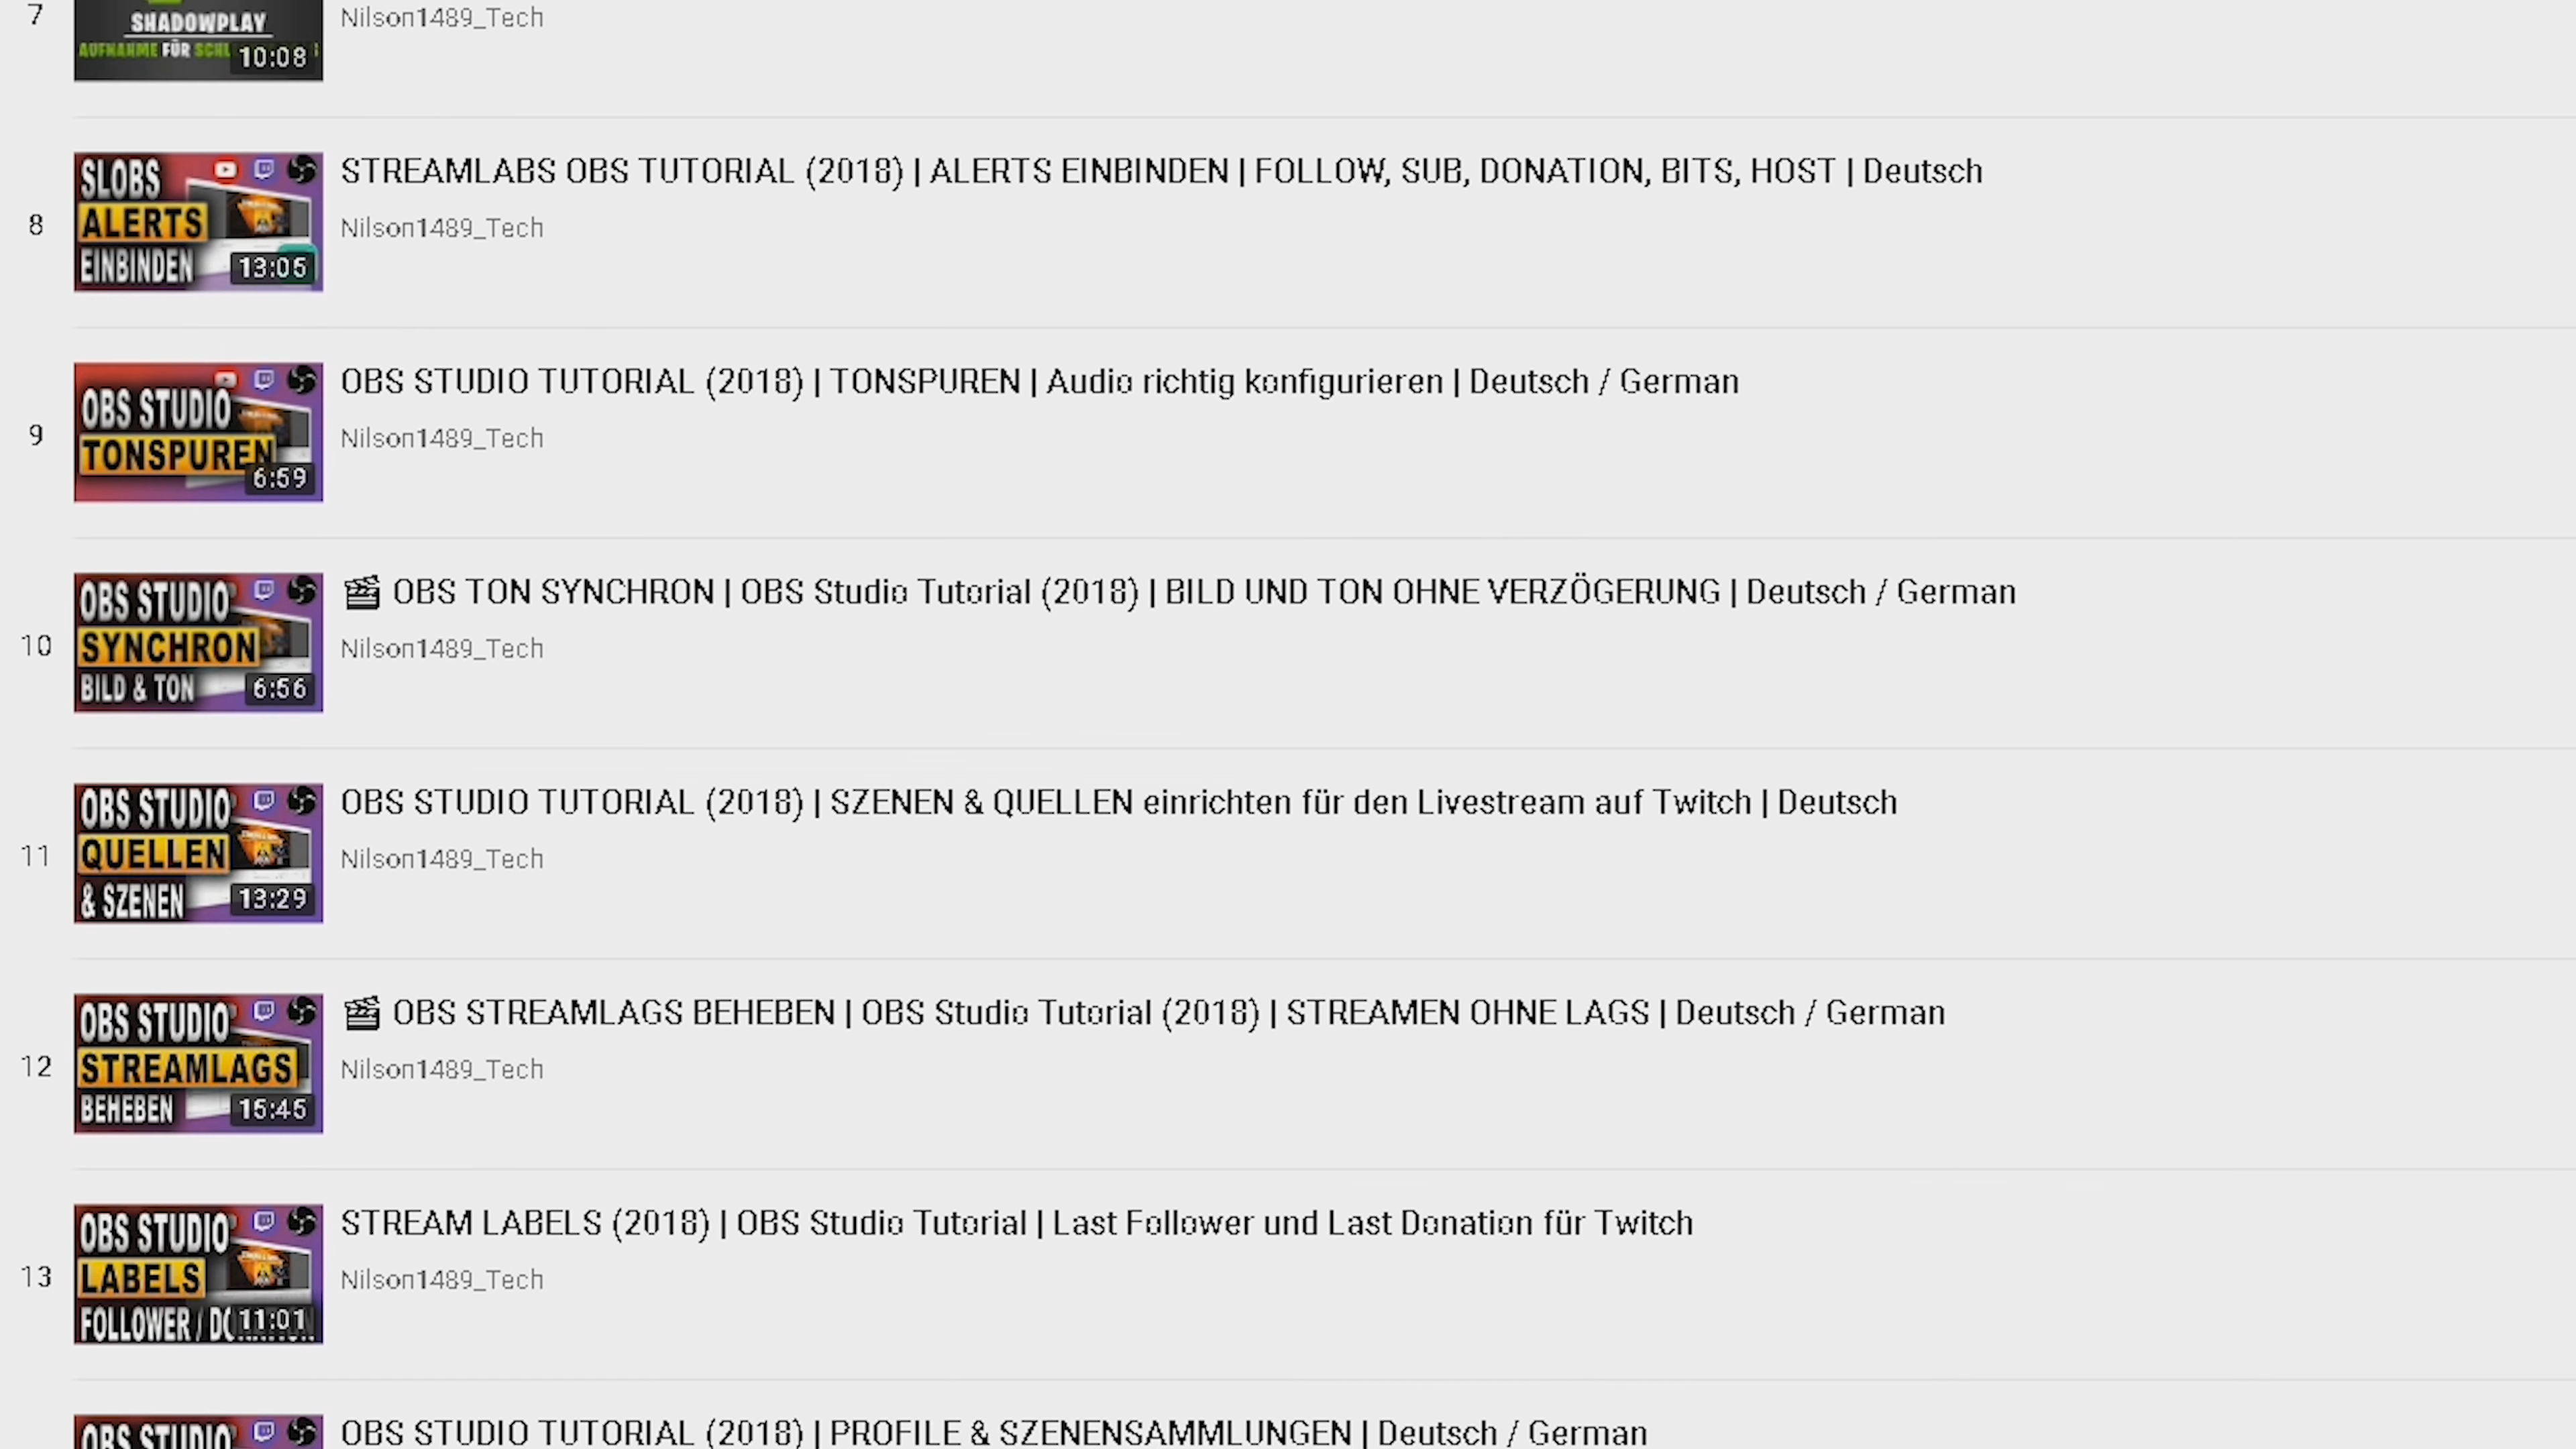 7
SHADOWPLAY
AUFNAHME FÜR
10:08
Nilson1489_Tech
8
SLOBS
ALERTS
EINBINDEN
13:05
STREAMLABS OBS TUTORIAL (2018) | ALERTS EINBINDEN | FOLLOW, SUB, DONATION, BITS, HOST | Deutsch
Nilson1489_Tech
9
OBS STUDIO
TONSPUREN
6:59
OBS STUDIO TUTORIAL (2018) | TONSPUREN | Audio richtig konfigurieren | Deutsch / German
Nilson1489_Tech
10
OBS STUDIO
SYNCHRON
BILD & TON
6:56
OBS TON SYNCHRON | OBS Studio Tutorial (2018) | BILD UND TON OHNE VERZÖGERUNG | Deutsch / German
Nilson1489_Tech
11
OBS STUDIO
QUELLEN
& SZENEN
13:29
OBS STUDIO TUTORIAL (2018) | SZENEN & QUELLEN einrichten für den Livestream auf Twitch | Deutsch
Nilson1489_Tech
12
OBS STUDIO
STREAMLAGS
BEHEBEN
15:45
OBS STREAMLAGS BEHEBEN | OBS Studio Tutorial (2018) | STREAMEN OHNE LAGS | Deutsch / German
Nilson1489_Tech
13
OBS STUDIO
LABELS
FOLLOWER /
11:01
STREAM LABELS (2018) | OBS Studio Tutorial | Last Follower und Last Donation für Twitch
Nilson1489_Tech
OBS STUDIO
OBS STUDIO TUTORIAL (2018) | PROFILE & SZENENSAMMLUNGEN | Deutsch / German